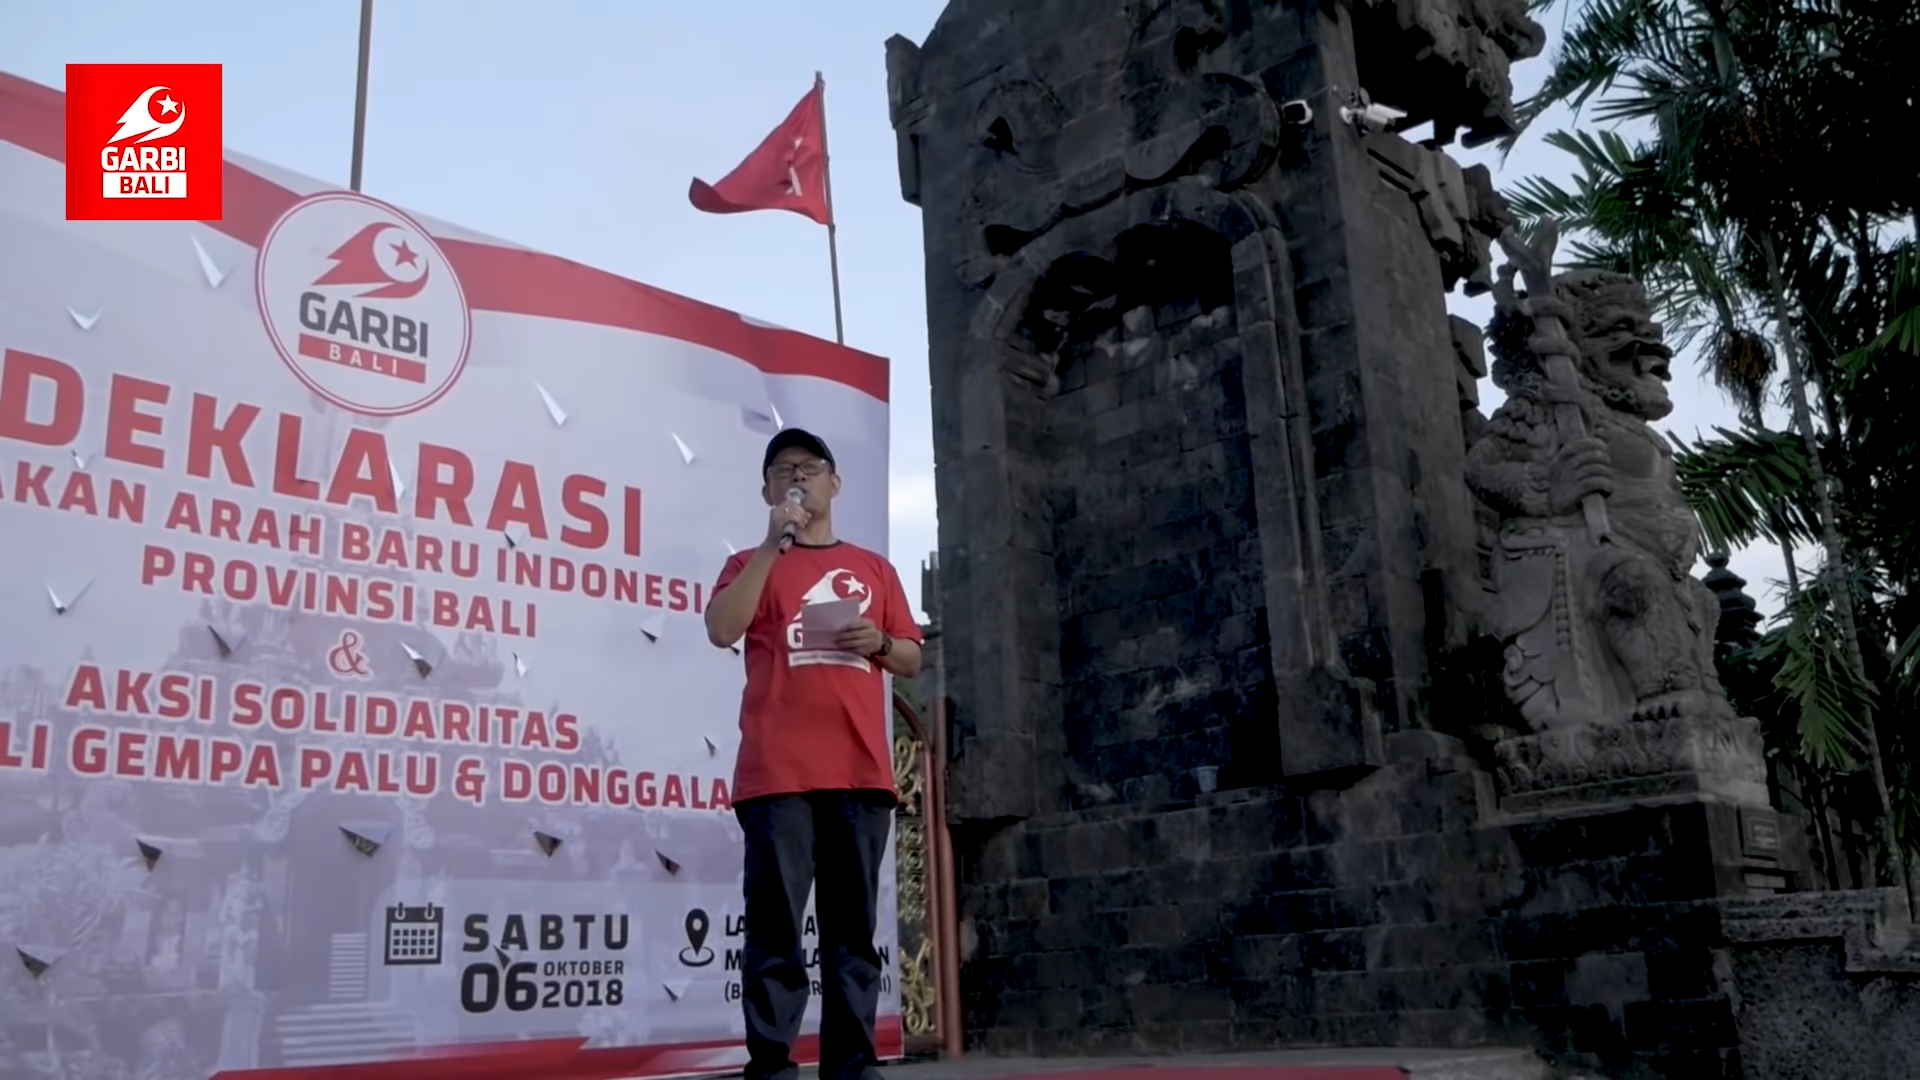 GARBI
BALI
GARBI
BALI
DEKLARASI
AKAN ARAH BARU INDONESI
PROVINSI BALI
&
AKSI SOLIDARITAS
LI GEMPA PALU & DONGGALA
SABTU
06 OKTOBER
2018